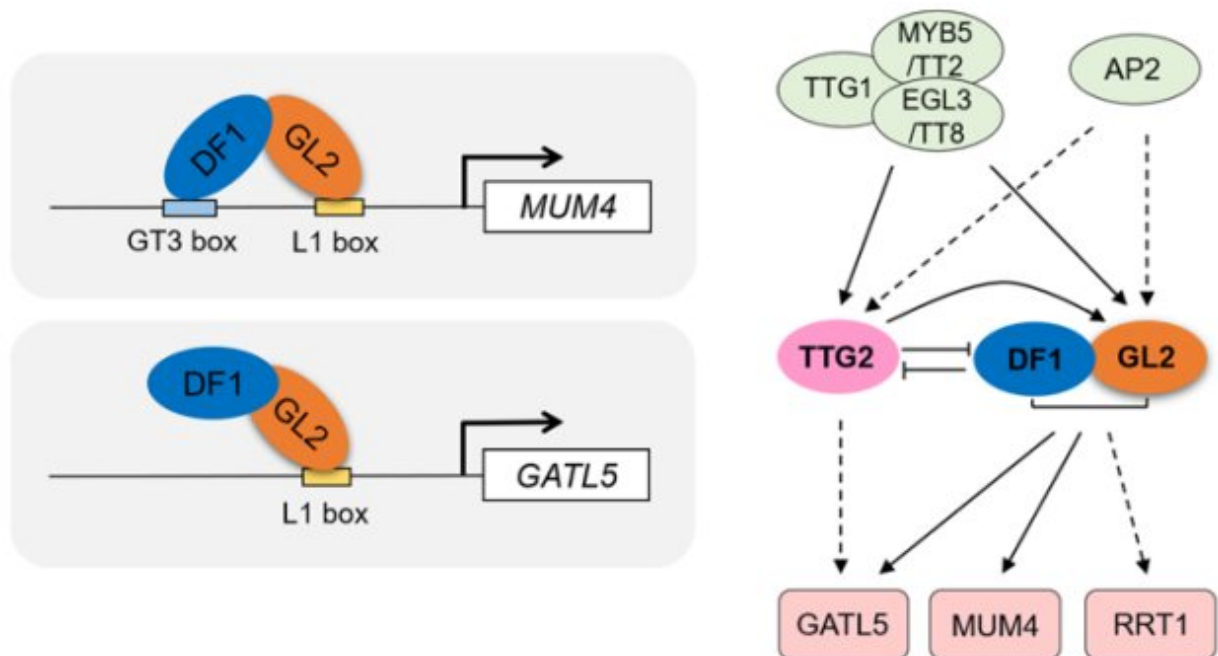 DF1
GL2
MUM4
GT3 box
L1 box
DF1
GL2
GATL5
L1 box
MYB5
/TT2
TTG1
EGL3
/TT8
AP2
TTG2
DF1
GL2
GATL5
MUM4
RRT1